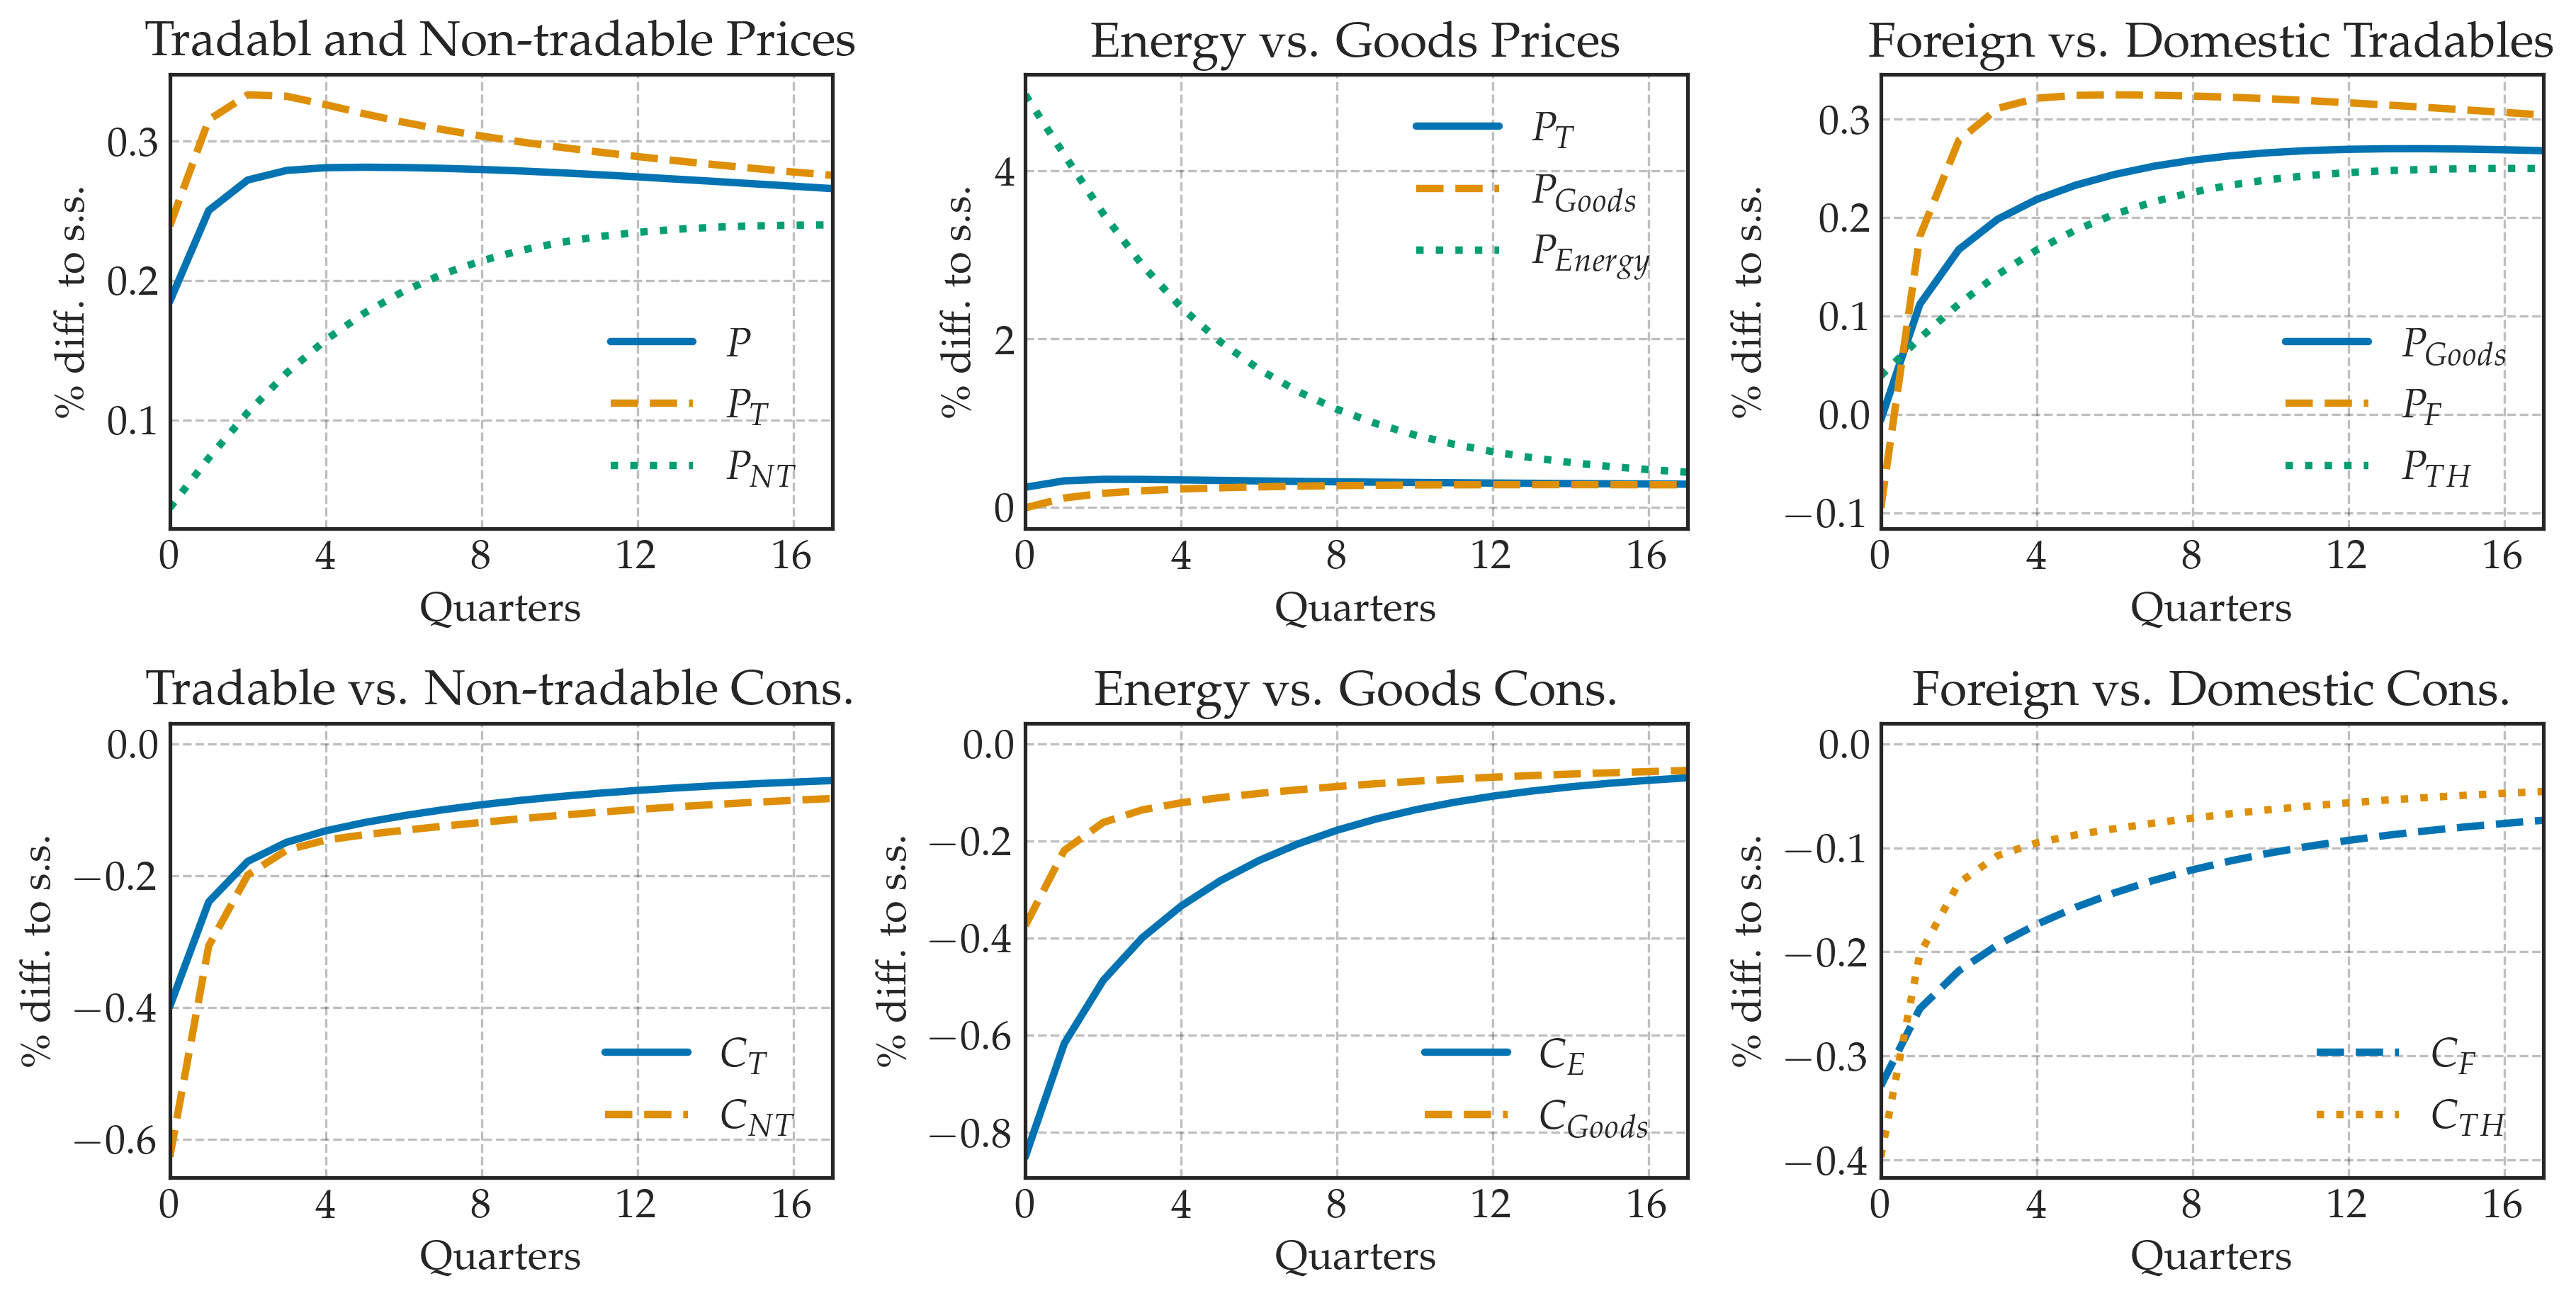 Tradabl and Non-tradable Prices
% diff. to s.s.
0.3
0.2
0.1
P
P_T
P_NT
0 4 8 12 16
Quarters
Energy vs. Goods Prices
% diff. to s.s.
4
2
0
P_T
P_Goods
P_Energy
0 4 8 12 16
Quarters
Foreign vs. Domestic Tradables
% diff. to s.s.
0.3
0.2
0.1
0.0
−0.1
P_Goods
P_F
P_TH
0 4 8 12 16
Quarters
Tradable vs. Non-tradable Cons.
% diff. to s.s.
0.0
−0.2
−0.4
−0.6
C_T
C_NT
0 4 8 12 16
Quarters
Energy vs. Goods Cons.
% diff. to s.s.
0.0
−0.2
−0.4
−0.6
−0.8
C_E
C_Goods
0 4 8 12 16
Quarters
Foreign vs. Domestic Cons.
% diff. to s.s.
0.0
−0.1
−0.2
−0.3
−0.4
C_F
C_TH
0 4 8 12 16
Quarters